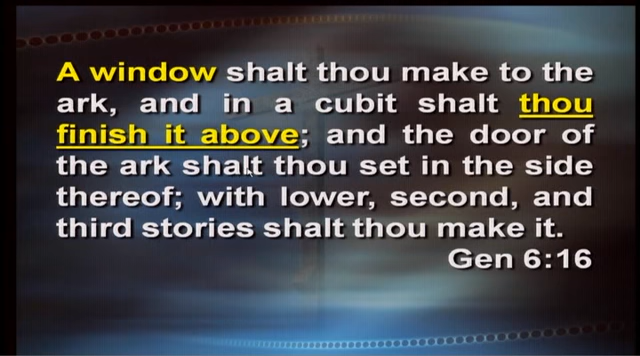 A window shalt thou make to the
ark, and in a cubit shalt thou
finish it above; and the door of
the ark shalt thou set in the side
thereof; with lower, second, and
third stories shalt thou make it.
Gen 6:16